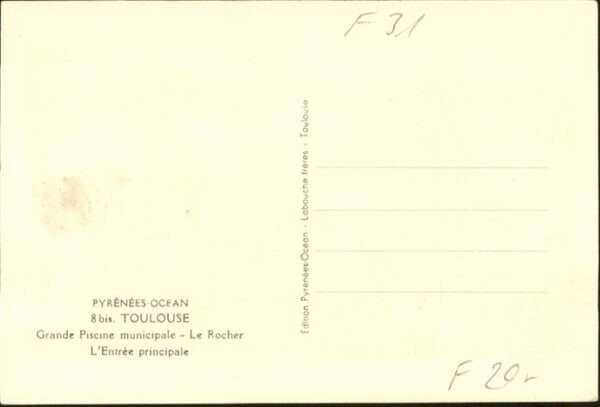 F 31
PYRÉNÉES-OCEAN
8 bis. TOULOUSE
Grande Piscine municipale - Le Rocher
L'Entrée principale
Edition Pyrénées-Océan - Labouche frères - Toulouse
F 20